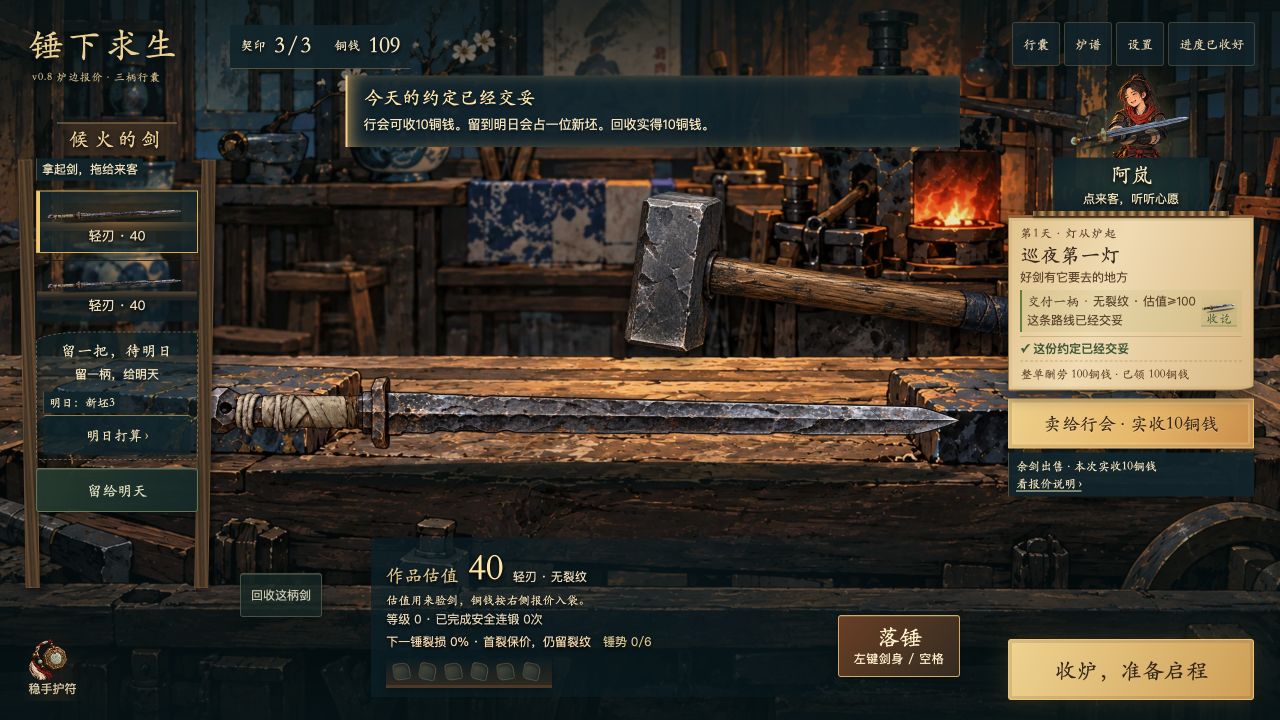 锤下求生
v0.8 炉边报价 · 三柄行囊
契印 3/3 铜钱 109
行囊
炉谱
设置
进度已收好
今天的约定已经交妥
行会可收10铜钱。留到明日会占一位新坯。回收实得10铜钱。
候火的剑
拿起剑，拖给来客
轻刃 · 40
轻刃 · 40
留一把，待明日
留一柄，给明天
明日：新坯3
明日打算›
留给明天
阿岚
点来客，听听心愿
第1天 · 灯从炉起
巡夜第一灯
好剑有它要去的地方
交付一柄 · 无裂纹 · 估值≥100
这条路线已经交妥
收讫
✓ 这份约定已经交妥
整单酬劳 100铜钱 · 已领 100铜钱
卖给行会 · 实收10铜钱
余剑出售 · 本次实收10铜钱
看报价说明›
回收这柄剑
作品估值 40 轻刃 · 无裂纹
估值用来验剑，铜钱按右侧报价入袋。
等级 0 · 已完成安全连锻 0次
下一锤裂损 0% · 首裂保价，仍留裂纹 锤势 0/6
落锤
左键剑身 / 空格
稳手护符
收炉，准备启程